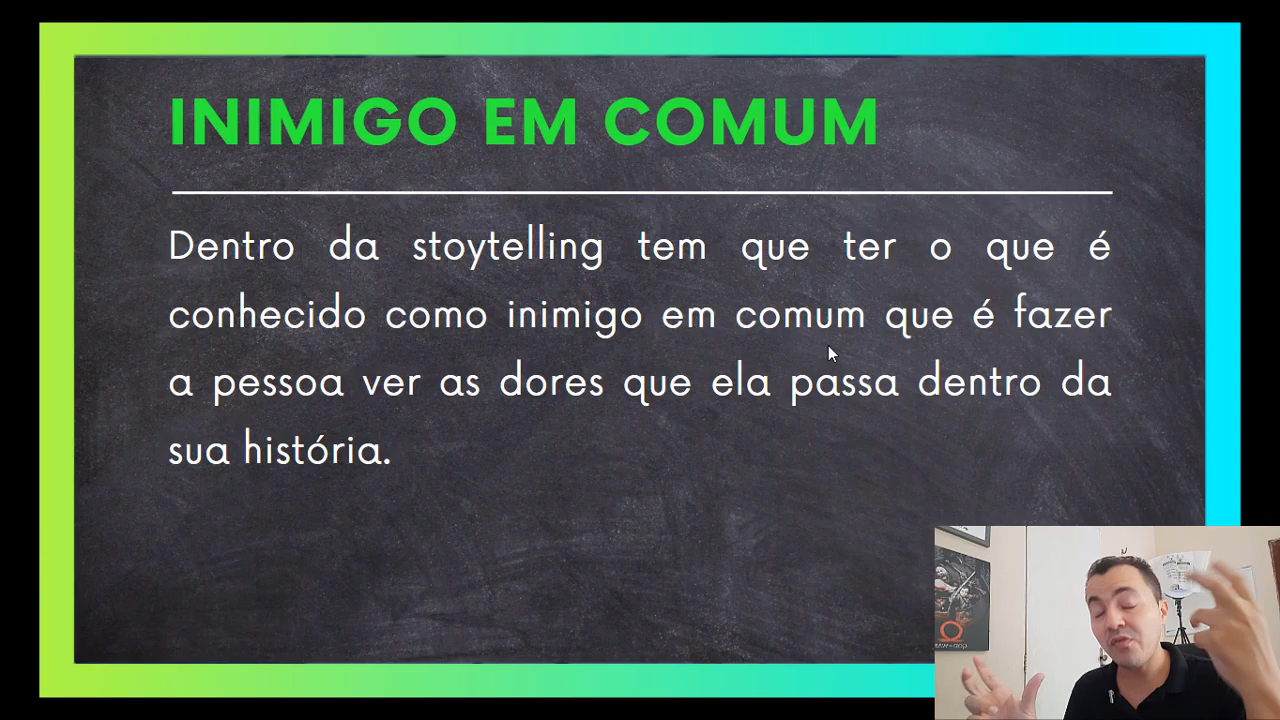 INIMIGO EM COMUM
Dentro da stoytelling tem que ter o que é
conhecido como inimigo em comum que é fazer
a pessoa ver as dores que ela passa dentro da
sua história.